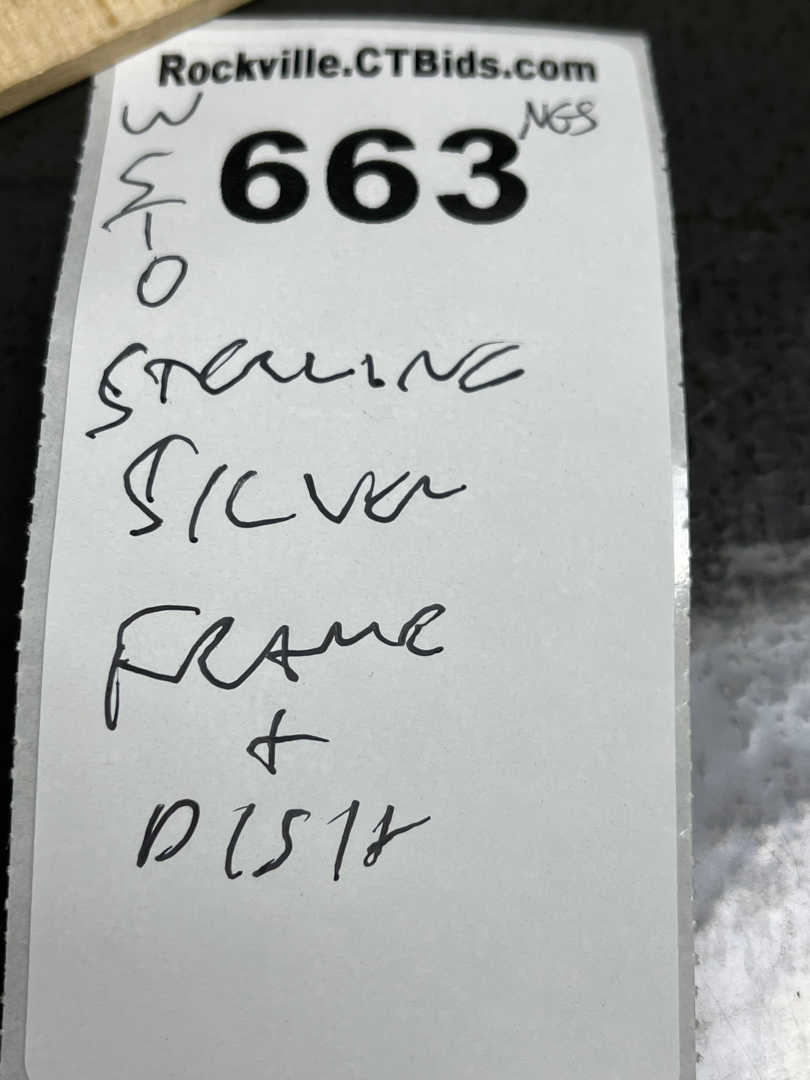 Rockville.CTBids.com
NGS
663
STERLING
SILVER
FRAME
+
DISH